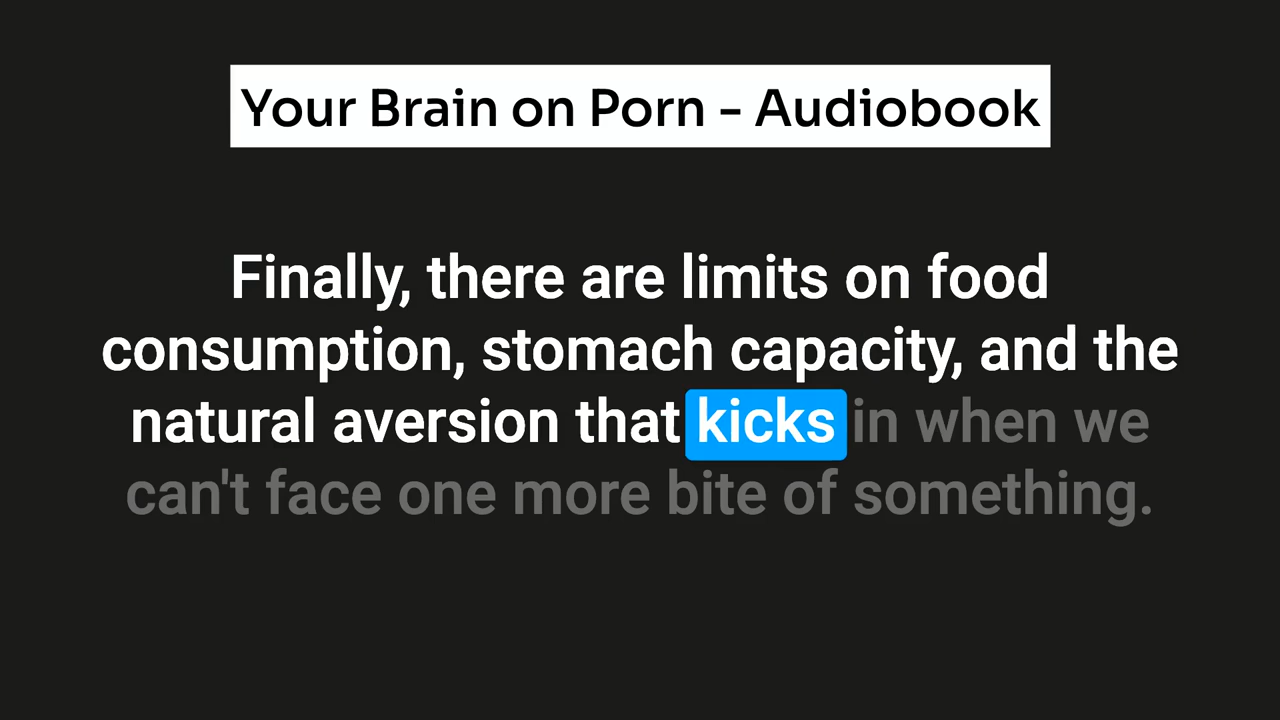 Your Brain on Porn - Audiobook
Finally, there are limits on food
consumption, stomach capacity, and the
natural aversion that kicks in when we
can't face one more bite of something.